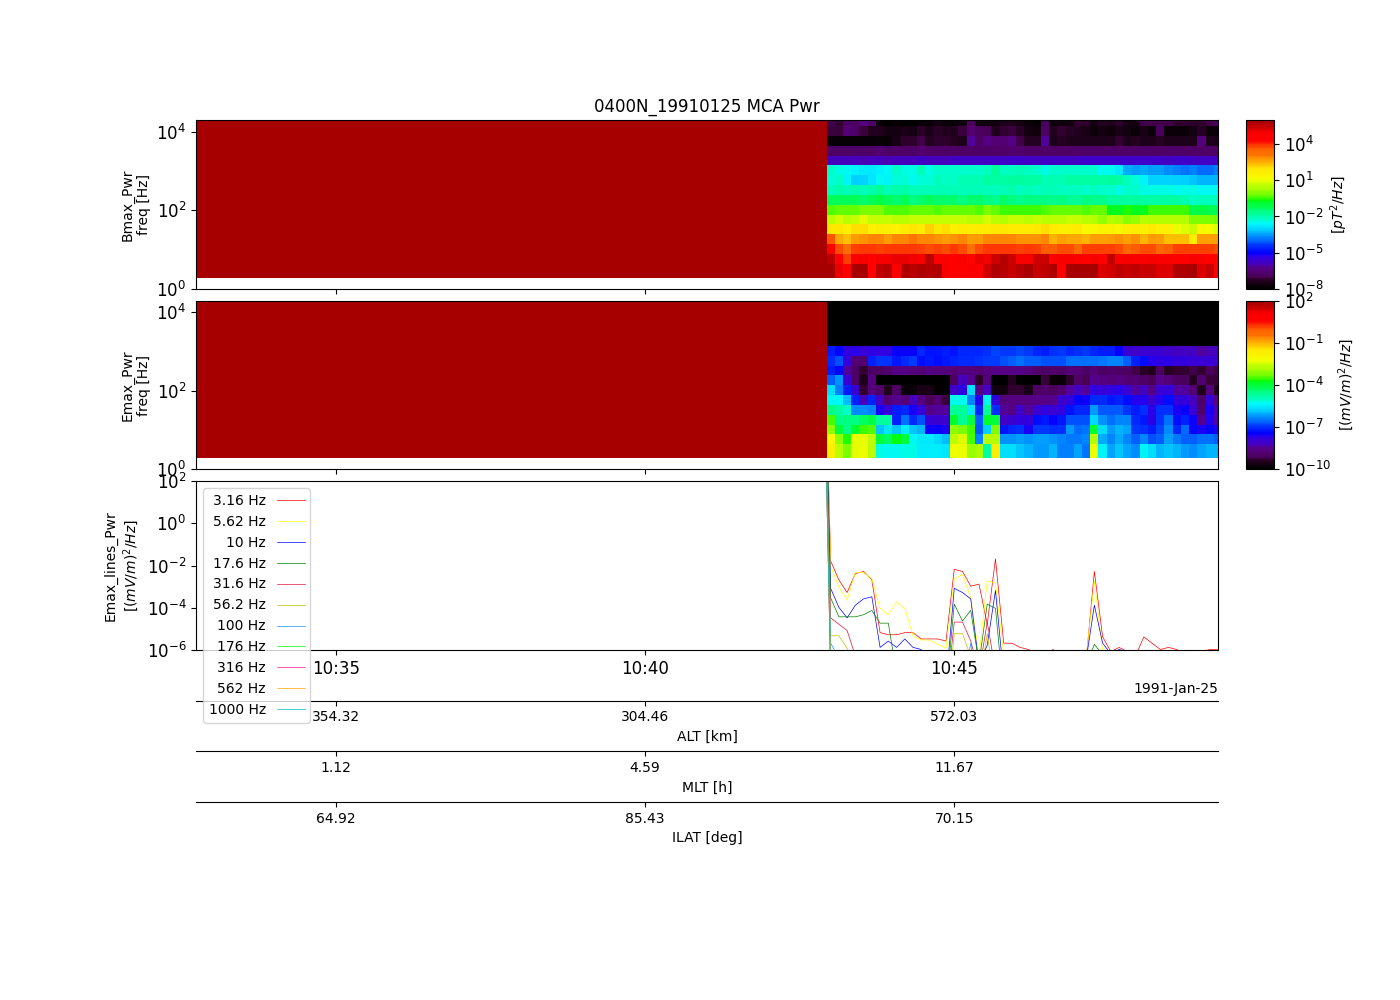 0400N_19910125 MCA Pwr
Bmax_Pwr
freq [Hz]
10^4
10^2
10^0
10^4
10^1
10^-2
10^-5
10^-8
[pT^2/Hz]
Emax_Pwr
freq [Hz]
10^4
10^2
10^0
10^2
10^-1
10^-4
10^-7
10^-10
[(mV/m)^2/Hz]
Emax_lines_Pwr
[(mV/m)^2/Hz]
10^2
10^0
10^-2
10^-4
10^-6
3.16 Hz
5.62 Hz
10 Hz
17.6 Hz
31.6 Hz
56.2 Hz
100 Hz
176 Hz
316 Hz
562 Hz
1000 Hz
10:35 10:40 10:45
1991-Jan-25
354.32 304.46 572.03
ALT [km]
1.12 4.59 11.67
MLT [h]
64.92 85.43 70.15
ILAT [deg]